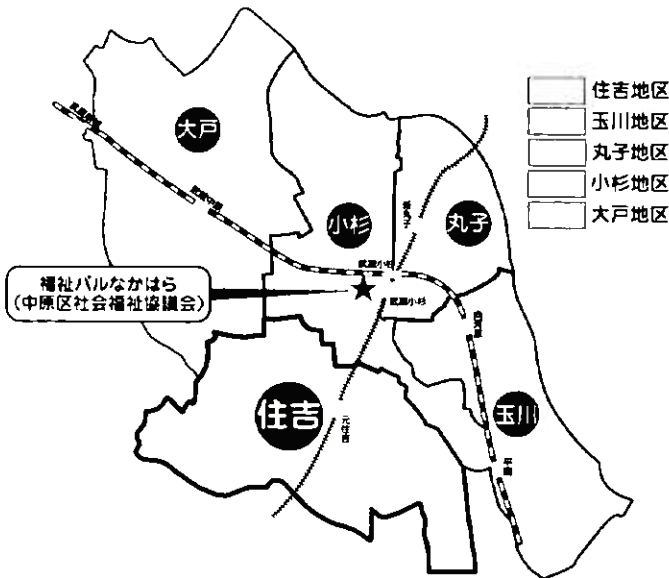 住吉地区
玉川地区
丸子地区
小杉地区
大戸地区
大戸
小杉
丸子
武蔵小杉
武蔵小杉
福祉パルなかはら
(中原区社会福祉協議会)
住吉
元住吉
玉川
平間